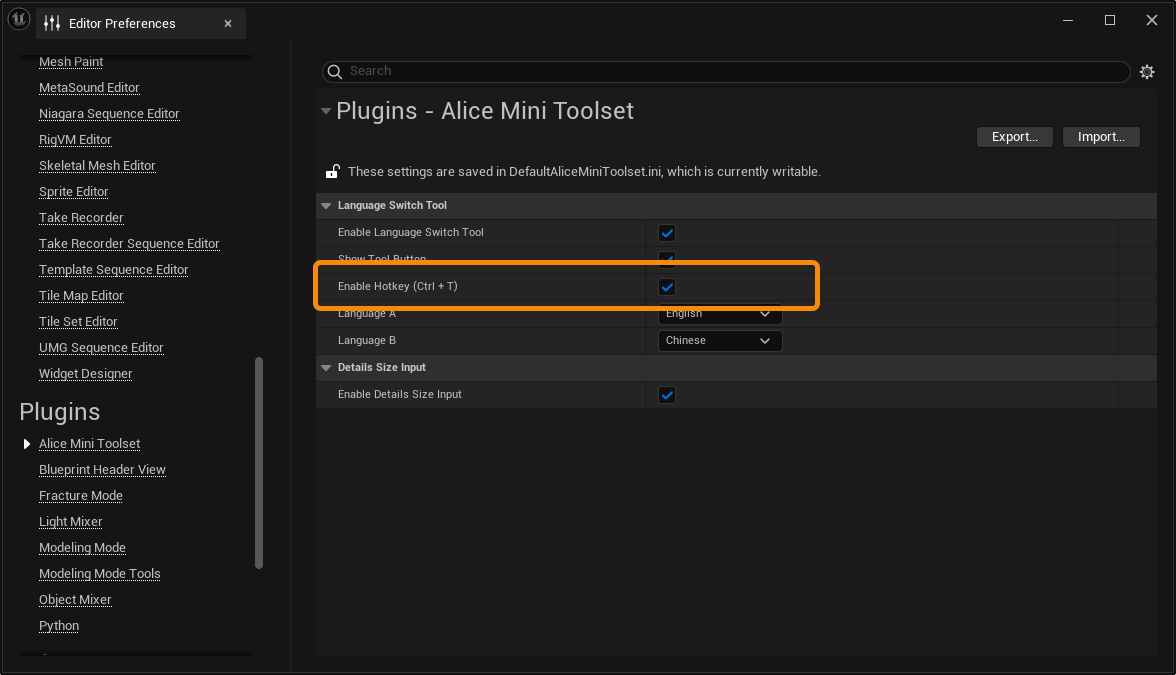 Editor Preferences
Mesh Paint
MetaSound Editor
Niagara Sequence Editor
RigVM Editor
Skeletal Mesh Editor
Sprite Editor
Take Recorder
Take Recorder Sequence Editor
Template Sequence Editor
Tile Map Editor
Tile Set Editor
UMG Sequence Editor
Widget Designer
Plugins
Alice Mini Toolset
Blueprint Header View
Fracture Mode
Light Mixer
Modeling Mode
Modeling Mode Tools
Object Mixer
Python
Search
Plugins - Alice Mini Toolset
Export... Import...
These settings are saved in DefaultAliceMiniToolset.ini, which is currently writable.
Language Switch Tool
Enable Language Switch Tool
Show Tool Button
Enable Hotkey (Ctrl + T)
Language A English
Language B Chinese
Details Size Input
Enable Details Size Input